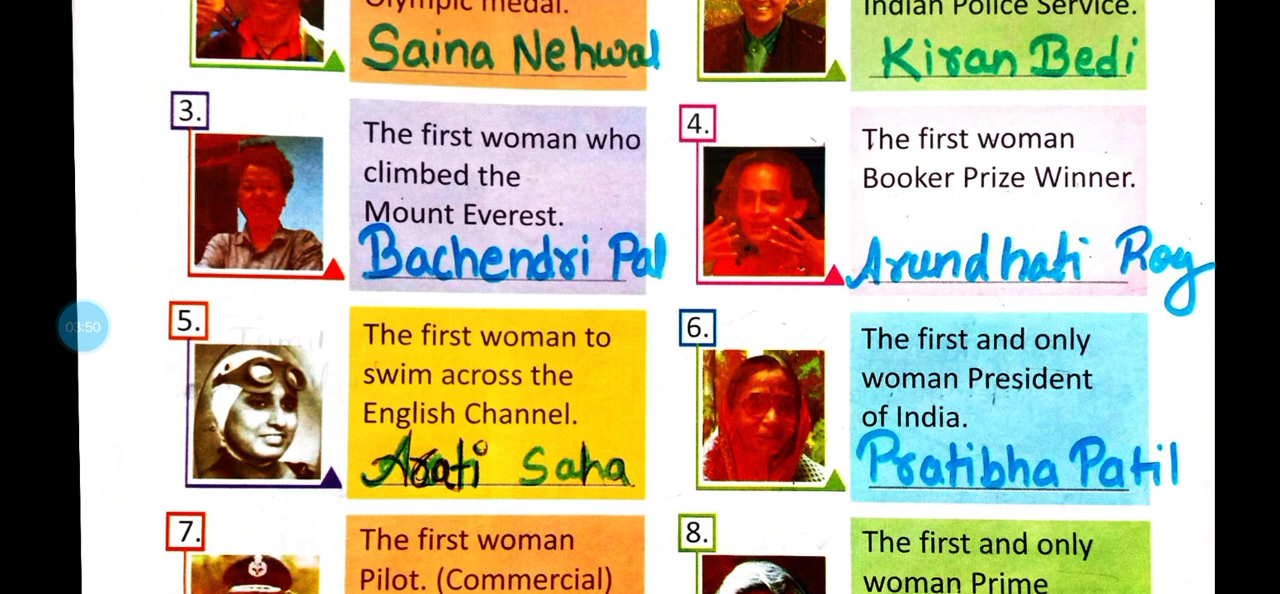 Olympic medal.
Saina Nehwal
Indian Police Service.
Kiran Bedi
3.
The first woman who
climbed the
Mount Everest.
Bachendri Pal
4.
The first woman
Booker Prize Winner.
Arundhati Roy
03:50
5.
The first woman to
swim across the
English Channel.
Arati Saha
6.
The first and only
woman President
of India.
Pratibha Patil
7.
The first woman
Pilot. (Commercial)
8.
The first and only
woman Prime